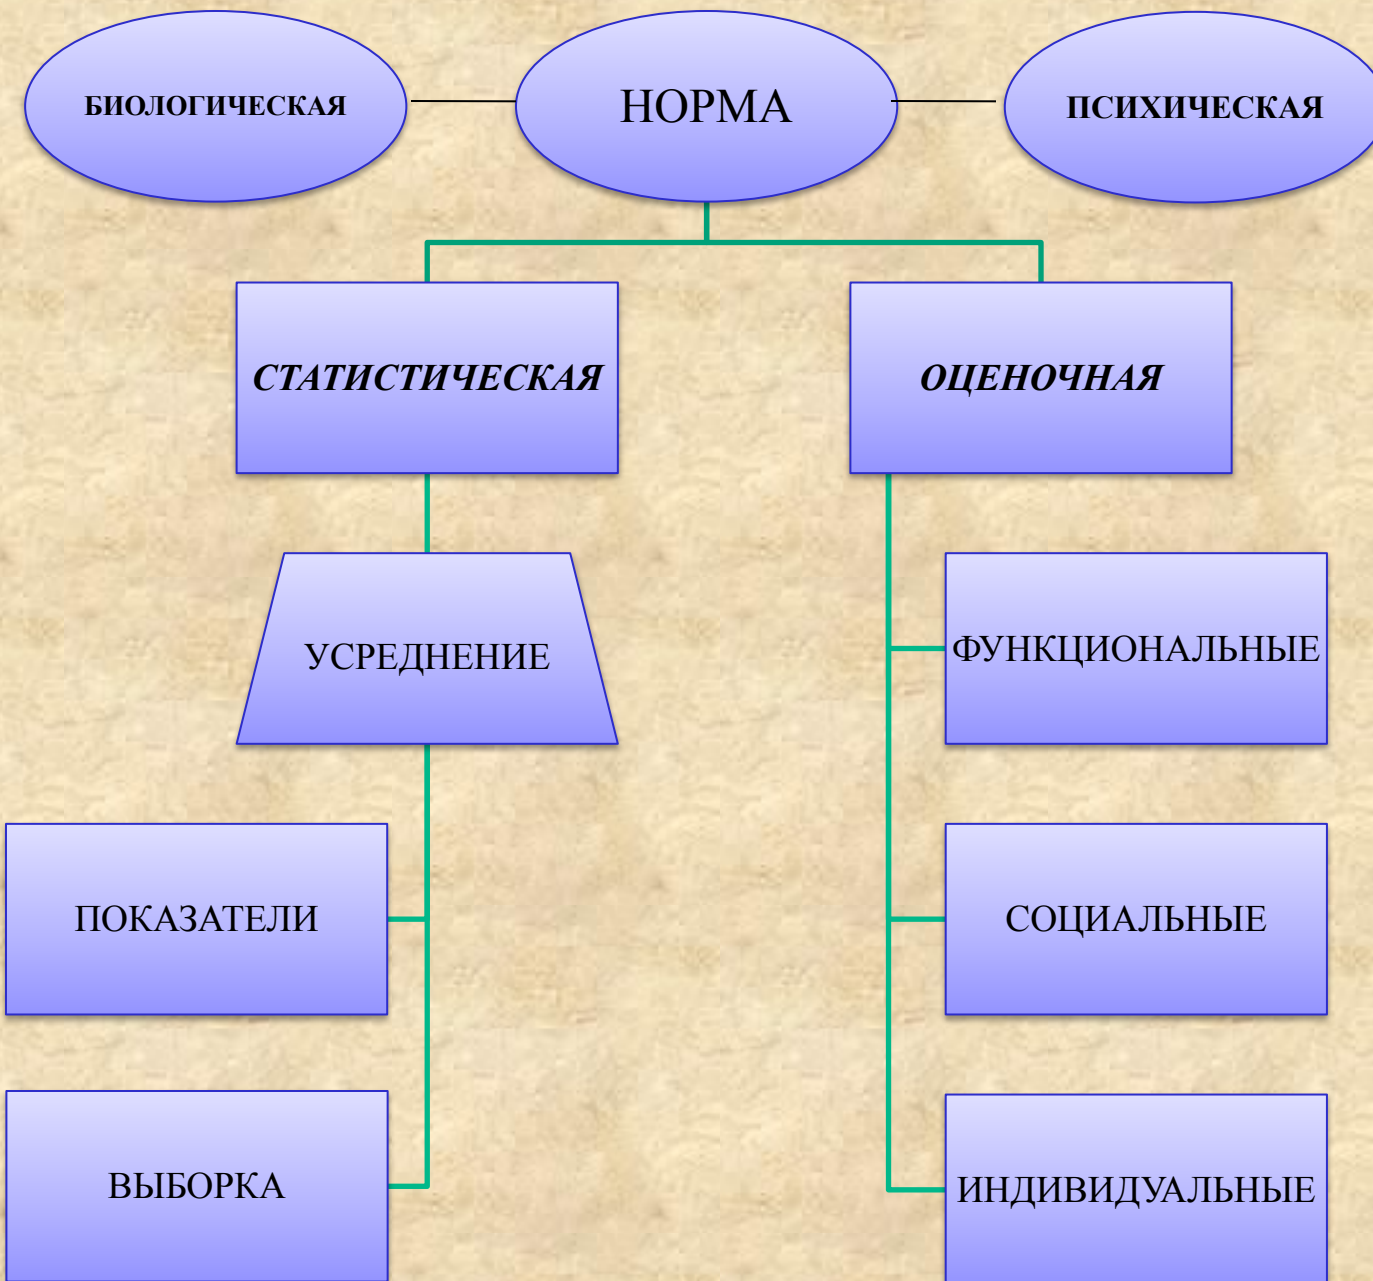 БИОЛОГИЧЕСКАЯ
НОРМА
ПСИХИЧЕСКАЯ
СТАТИСТИЧЕСКАЯ
ОЦЕНОЧНАЯ
УСРЕДНЕНИЕ
ФУНКЦИОНАЛЬНЫЕ
ПОКАЗАТЕЛИ
СОЦИАЛЬНЫЕ
ВЫБОРКА
ИНДИВИДУАЛЬНЫЕ